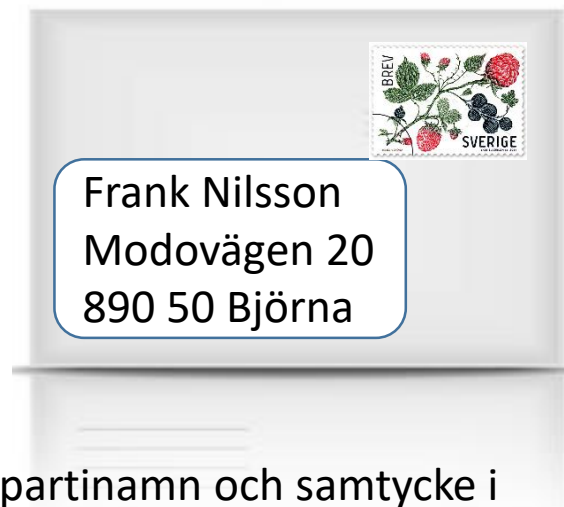 BREV
SVERIGE
Frank Nilsson
Modovägen 20
890 50 Björna
partinamn och samtycke i